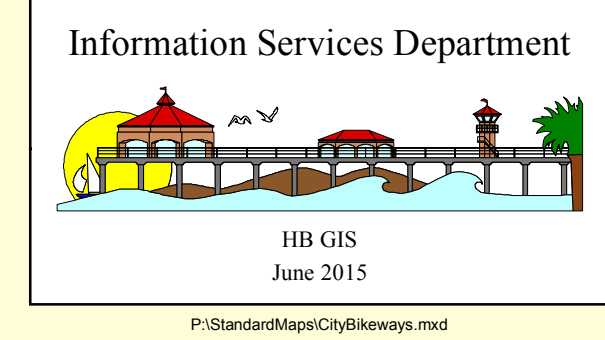 Information Services Department
HB GIS
June 2015
P:\StandardMaps\CityBikeways.mxd